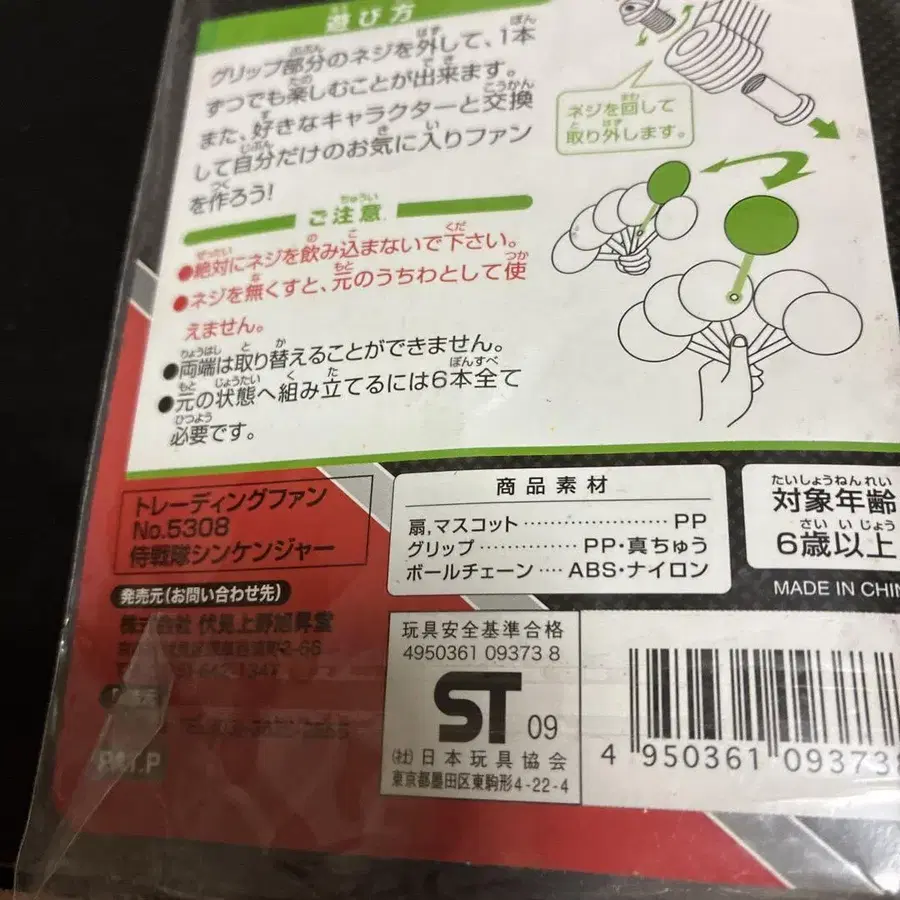 遊び方
グリップ部分のネジを外して、1本
ずつでも楽しむことが出来ます。
また、好きなキャラクターと交換
して自分だけのお気に入りファン
を作ろう!
ネジを回して
取り外します。
ご注意
●絶対にネジを飲み込まないで下さい。
●ネジを無くすと、元のうちわとして使
えません。
●両端は取り替えることができません。
●元の状態へ組み立てるには6本全て
必要です。
トレーディングファン
No.5308
侍戦隊シンケンジャー
商品素材
扇,マスコット…………………PP
グリップ…………PP・真ちゅう
ボールチェーン…ABS・ナイロン
対象年齢
6歳以上
MADE IN CHIN
発売元(お問い合わせ先)
株式会社 伏見上野旭昇堂
玩具安全基準合格
4950361 09373 8
ST 09
(社)日本玩具協会
東京都墨田区東駒形4-22-4
4 950361 093738
PAT.P